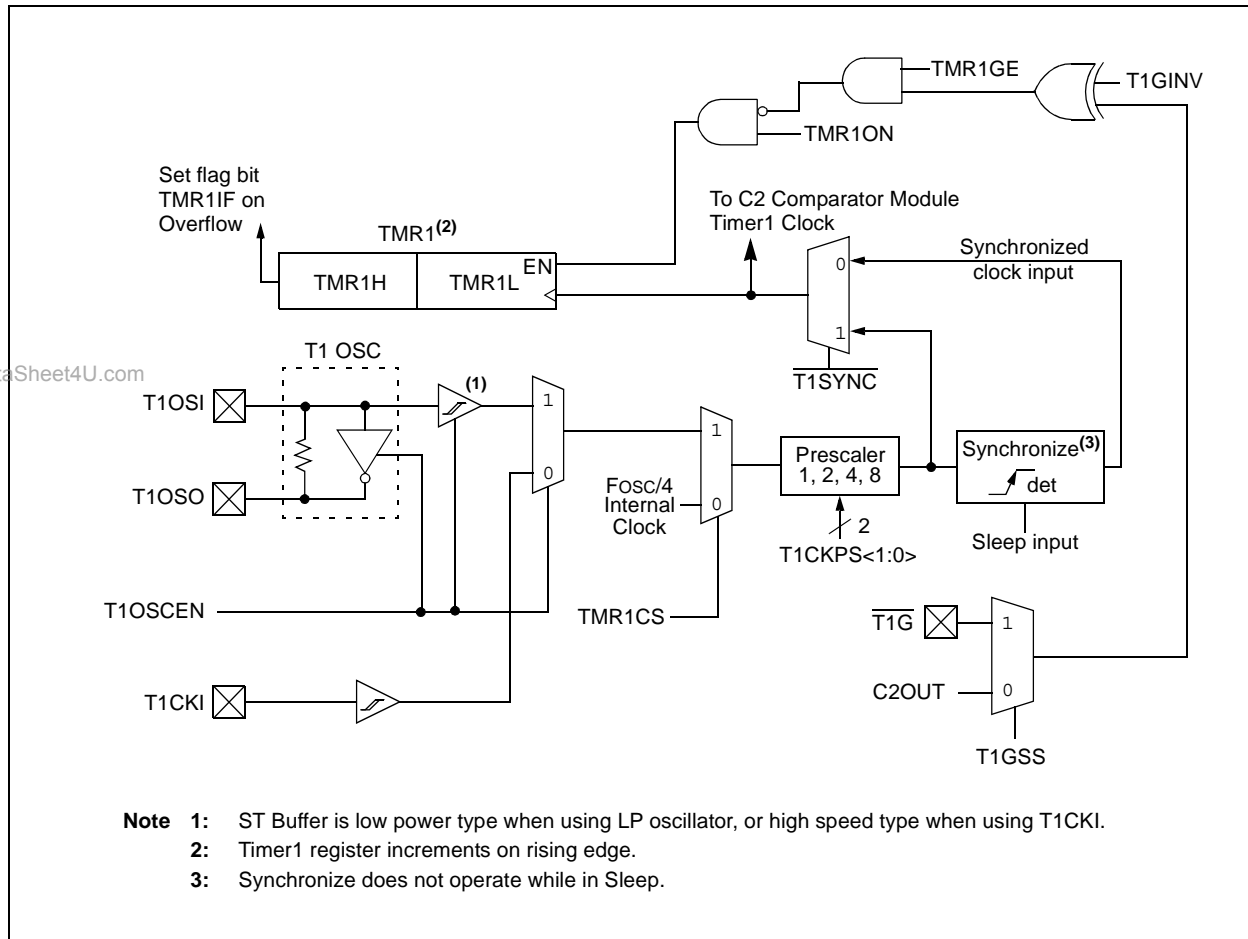 TMR1GE
T1GINV
TMR1ON
Set flag bit
TMR1IF on
Overflow
To C2 Comparator Module
Timer1 Clock
TMR1(2)
EN
TMR1H
TMR1L
0
1
T1SYNC
Synchronized
clock input
aSheet4U.com
T1 OSC
(1)
T1OSI
T1OSO
1
0
FOSC/4
Internal
Clock
1
0
Prescaler
1, 2, 4, 8
2
T1CKPS<1:0>
Synchronize(3)
det
Sleep input
T1OSCEN
TMR1CS
T1CKI
T1G
1
C2OUT
0
T1GSS
Note 1: ST Buffer is low power type when using LP oscillator, or high speed type when using T1CKI.
2: Timer1 register increments on rising edge.
3: Synchronize does not operate while in Sleep.